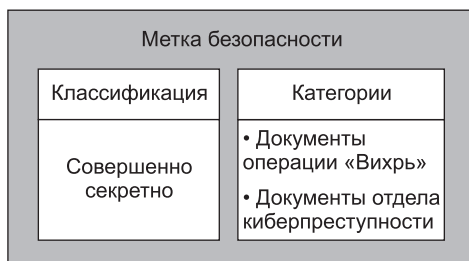 Метка безопасности
Классификация
Совершенно
секретно
Категории
• Документы
операции «Вихрь»
• Документы отдела
киберпреступности